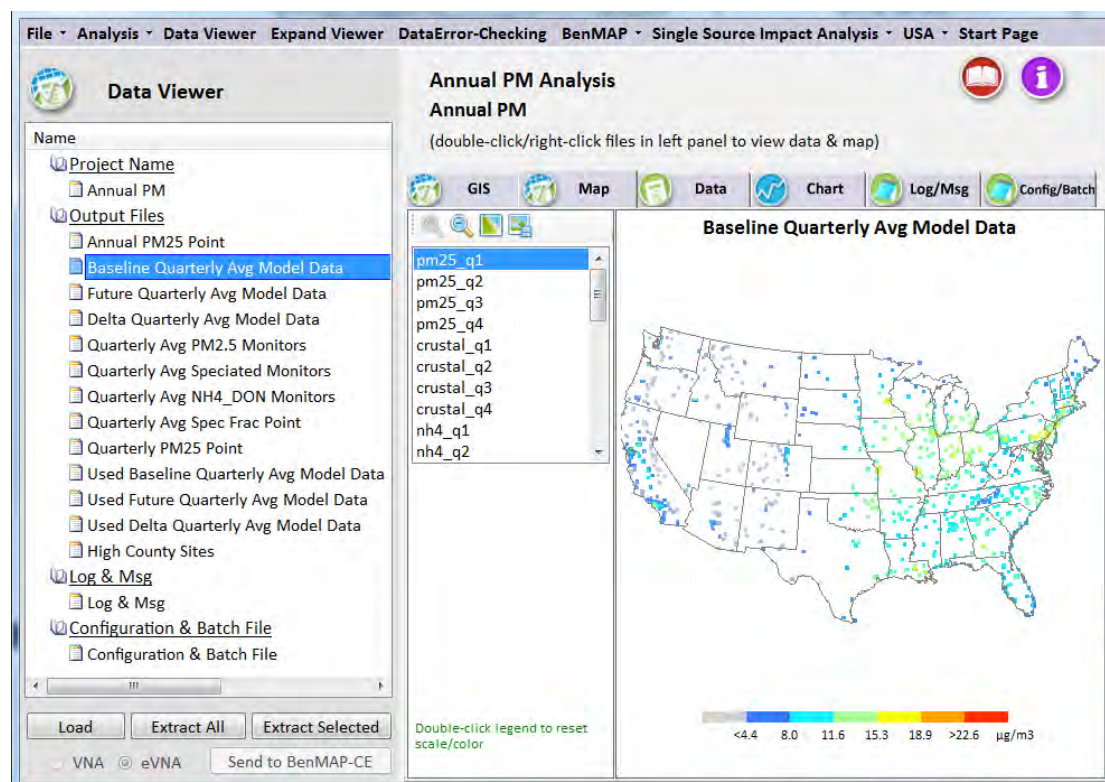 File Analysis Data Viewer Expand Viewer DataError-Checking BenMAP Single Source Impact Analysis USA Start Page
Data Viewer
Name
Project Name
Annual PM
Output Files
Annual PM25 Point
Baseline Quarterly Avg Model Data
Future Quarterly Avg Model Data
Delta Quarterly Avg Model Data
Quarterly Avg PM2.5 Monitors
Quarterly Avg Speciated Monitors
Quarterly Avg NH4_DON Monitors
Quarterly Avg Spec Frac Point
Quarterly PM25 Point
Used Baseline Quarterly Avg Model Data
Used Future Quarterly Avg Model Data
Used Delta Quarterly Avg Model Data
High County Sites
Log & Msg
Log & Msg
Configuration & Batch File
Configuration & Batch File
Load Extract All Extract Selected
VNA eVNA Send to BenMAP-CE
Annual PM Analysis
Annual PM
(double-click/right-click files in left panel to view data & map)
GIS Map Data Chart Log/Msg Config/Batch
pm25_q1
pm25_q2
pm25_q3
pm25_q4
crustal_q1
crustal_q2
crustal_q3
crustal_q4
nh4_q1
nh4_q2
Double-click legend to reset
scale/color
Baseline Quarterly Avg Model Data
<4.4 8.0 11.6 15.3 18.9 >22.6 µg/m3